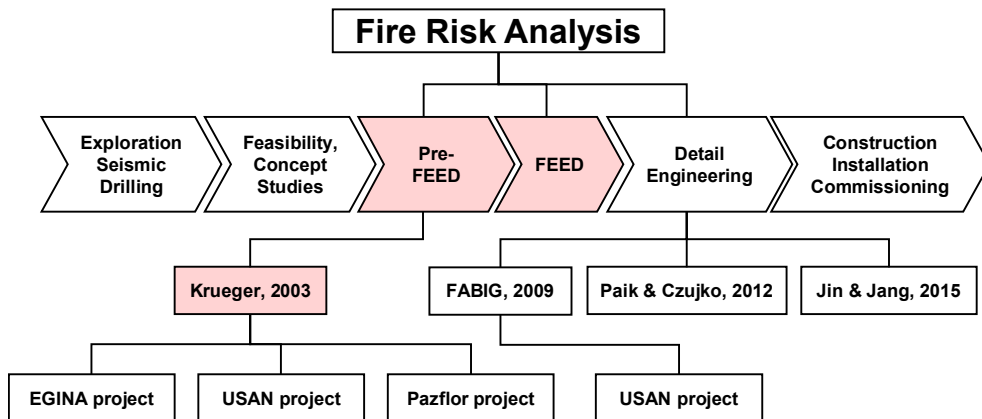 Fire Risk Analysis
Exploration
Seismic
Drilling
Feasibility,
Concept
Studies
Pre-
FEED
FEED
Detail
Engineering
Construction
Installation
Commissioning
Krueger, 2003
FABIG, 2009
Paik & Czujko, 2012
Jin & Jang, 2015
EGINA project
USAN project
Pazflor project
USAN project